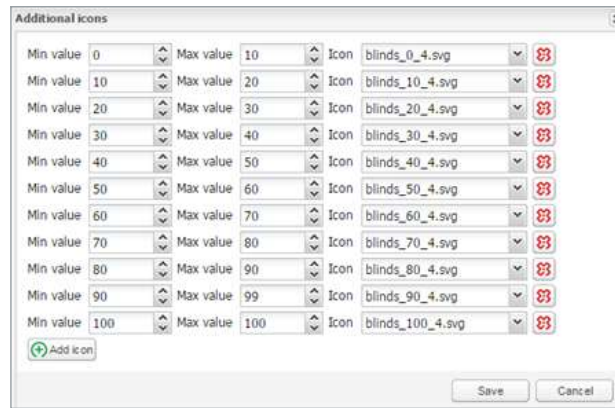 Additional icons
Min value 0 Max value 10 Icon blinds_0_4.svg
Min value 10 Max value 20 Icon blinds_10_4.svg
Min value 20 Max value 30 Icon blinds_20_4.svg
Min value 30 Max value 40 Icon blinds_30_4.svg
Min value 40 Max value 50 Icon blinds_40_4.svg
Min value 50 Max value 60 Icon blinds_50_4.svg
Min value 60 Max value 70 Icon blinds_60_4.svg
Min value 70 Max value 80 Icon blinds_70_4.svg
Min value 80 Max value 90 Icon blinds_80_4.svg
Min value 90 Max value 99 Icon blinds_90_4.svg
Min value 100 Max value 100 Icon blinds_100_4.svg
Add icon
Save Cancel